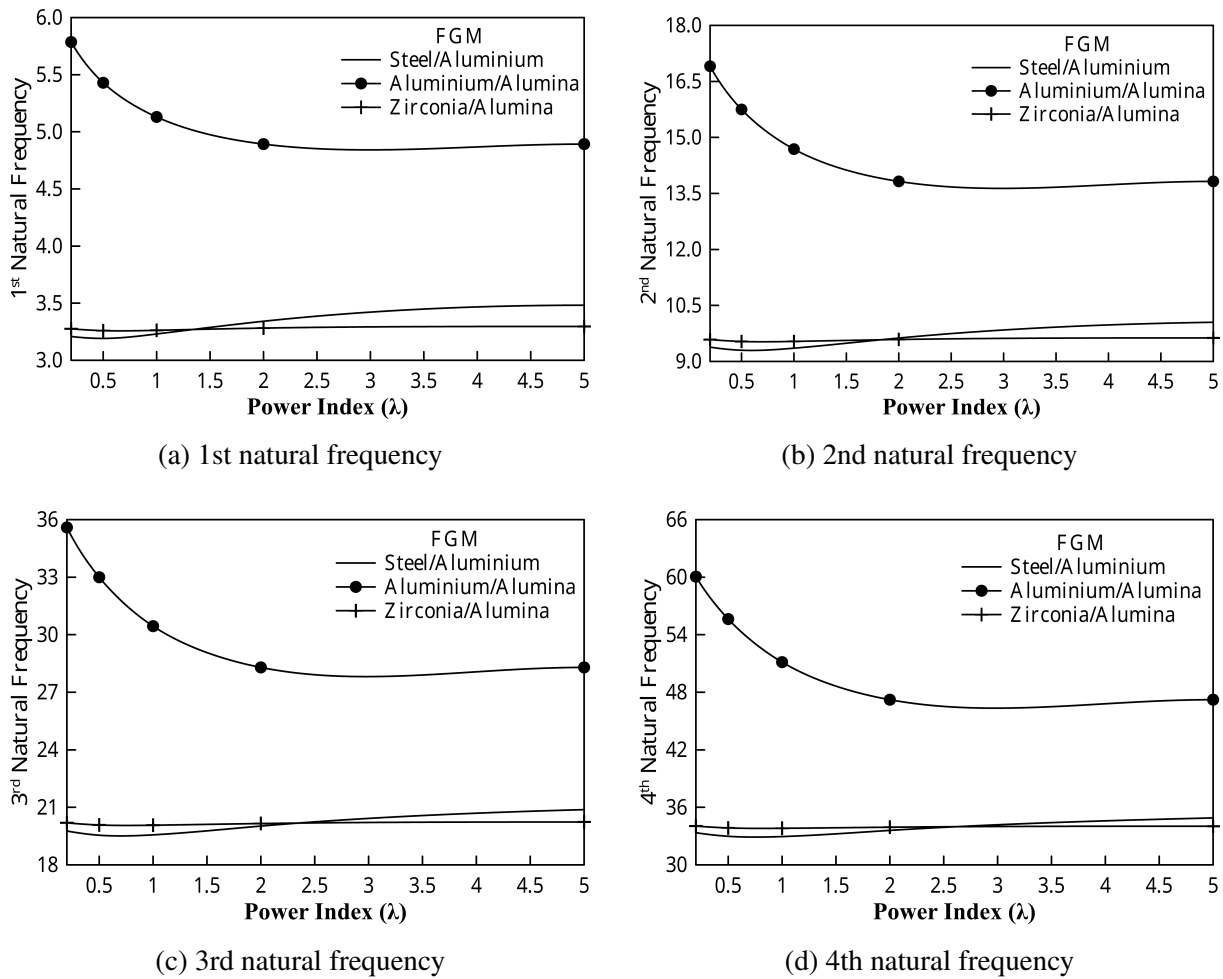 6.0
5.5
5.0
4.5
4.0
3.5
3.0
1st Natural Frequency
FGM
Steel/Aluminium
Aluminium/Alumina
Zirconia/Alumina
0.5 1 1.5 2 2.5 3 3.5 4 4.5 5
Power Index (λ)
(a) 1st natural frequency
18.0
16.5
15.0
13.5
12.0
10.5
9.0
2nd Natural Frequency
FGM
Steel/Aluminium
Aluminium/Alumina
Zirconia/Alumina
0.5 1 1.5 2 2.5 3 3.5 4 4.5 5
Power Index (λ)
(b) 2nd natural frequency
36
33
30
27
24
21
18
3rd Natural Frequency
FGM
Steel/Aluminium
Aluminium/Alumina
Zirconia/Alumina
0.5 1 1.5 2 2.5 3 3.5 4 4.5 5
Power Index (λ)
(c) 3rd natural frequency
66
60
54
48
42
36
30
4th Natural Frequency
FGM
Steel/Aluminium
Aluminium/Alumina
Zirconia/Alumina
0.5 1 1.5 2 2.5 3 3.5 4 4.5 5
Power Index (λ)
(d) 4th natural frequency